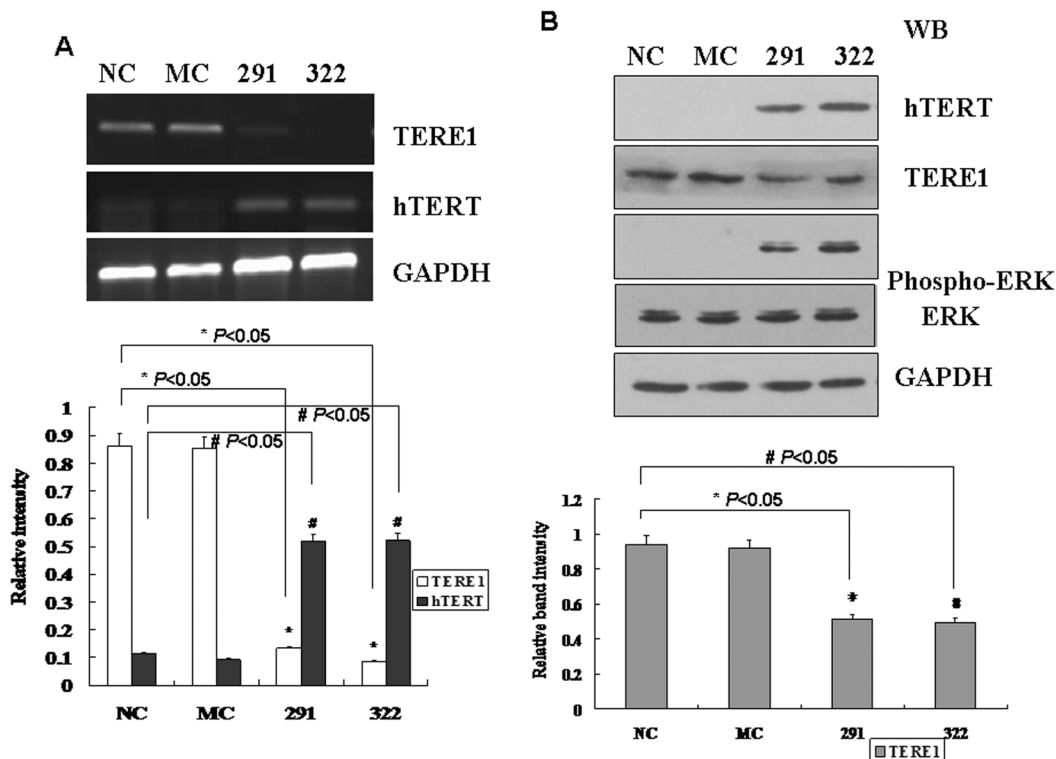 A
NC MC 291 322
TERE1
hTERT
GAPDH
* P<0.05
* P<0.05
# P<0.05
# P<0.05
Relative intensity
1
0.9
0.8
0.7
0.6
0.5
0.4
0.3
0.2
0.1
0
# #
* *
TERE1
hTERT
NC MC 291 322
B
WB
NC MC 291 322
hTERT
TERE1
Phospho-ERK
ERK
GAPDH
# P<0.05
* P<0.05
Relative band intensity
1.2
1
0.8
0.6
0.4
0.2
0
* #
NC MC 291 322
TERE1